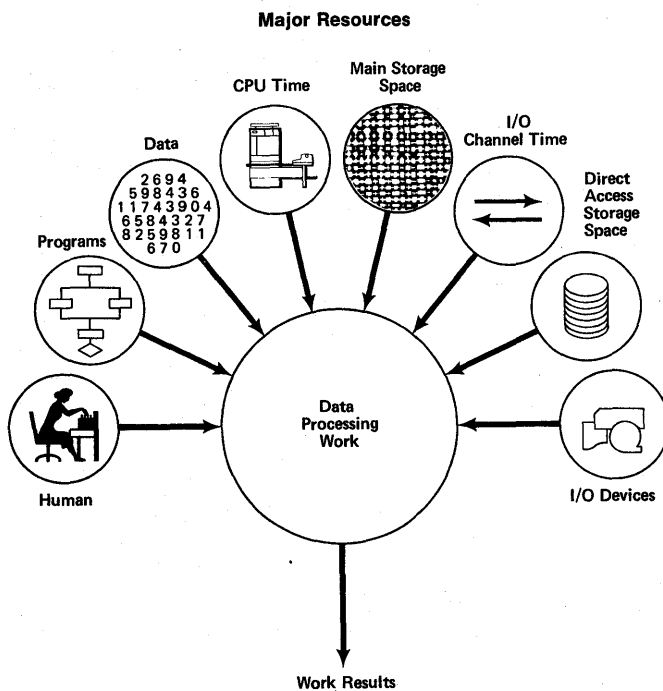 Major Resources
Main Storage
Space
CPU Time
I/O
Channel Time
Data
Direct
Access
Storage
Space
2 6 9 4
5 9 8 4 3 6
1 1 7 4 3 9 0 4
6 5 8 4 3 2 7
8 2 5 9 8 1 1
6 7 0
Programs
Data
Processing
Work
Human
I/O Devices
Work Results